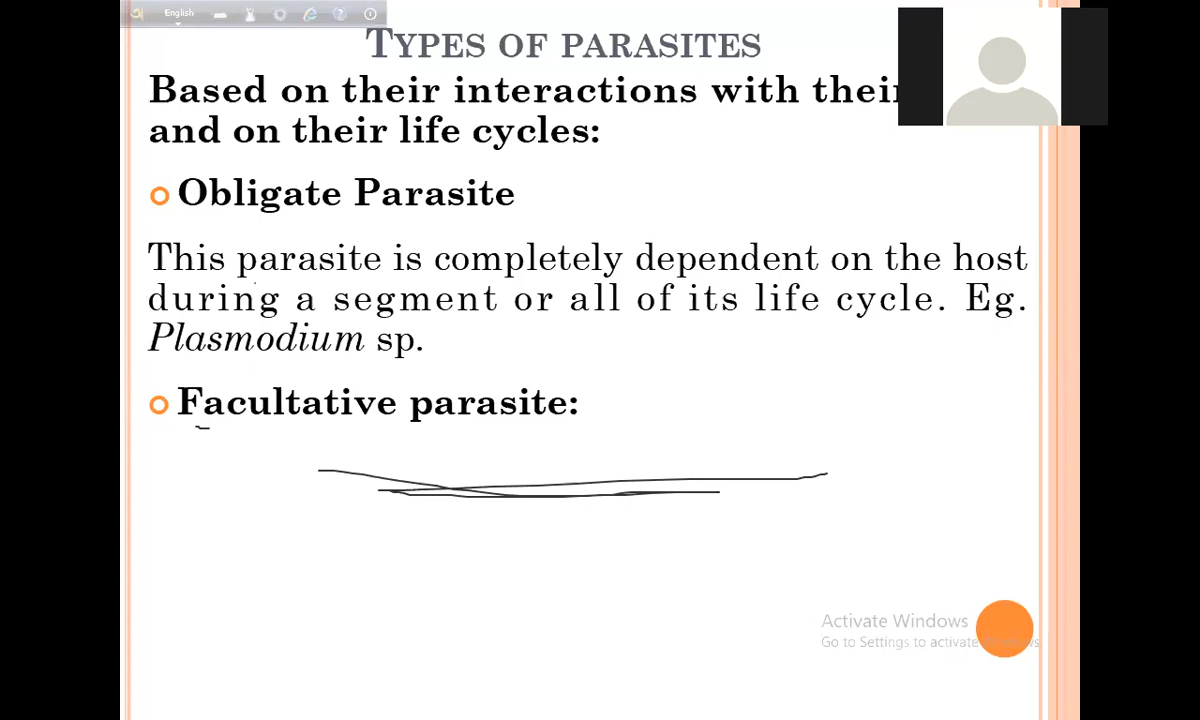 English
TYPES OF PARASITES
Based on their interactions with their
and on their life cycles:
Obligate Parasite
This parasite is completely dependent on the host
during a segment or all of its life cycle. Eg.
Plasmodium sp.
Facultative parasite:
Activate Windows
Go to Settings to activate Windows.